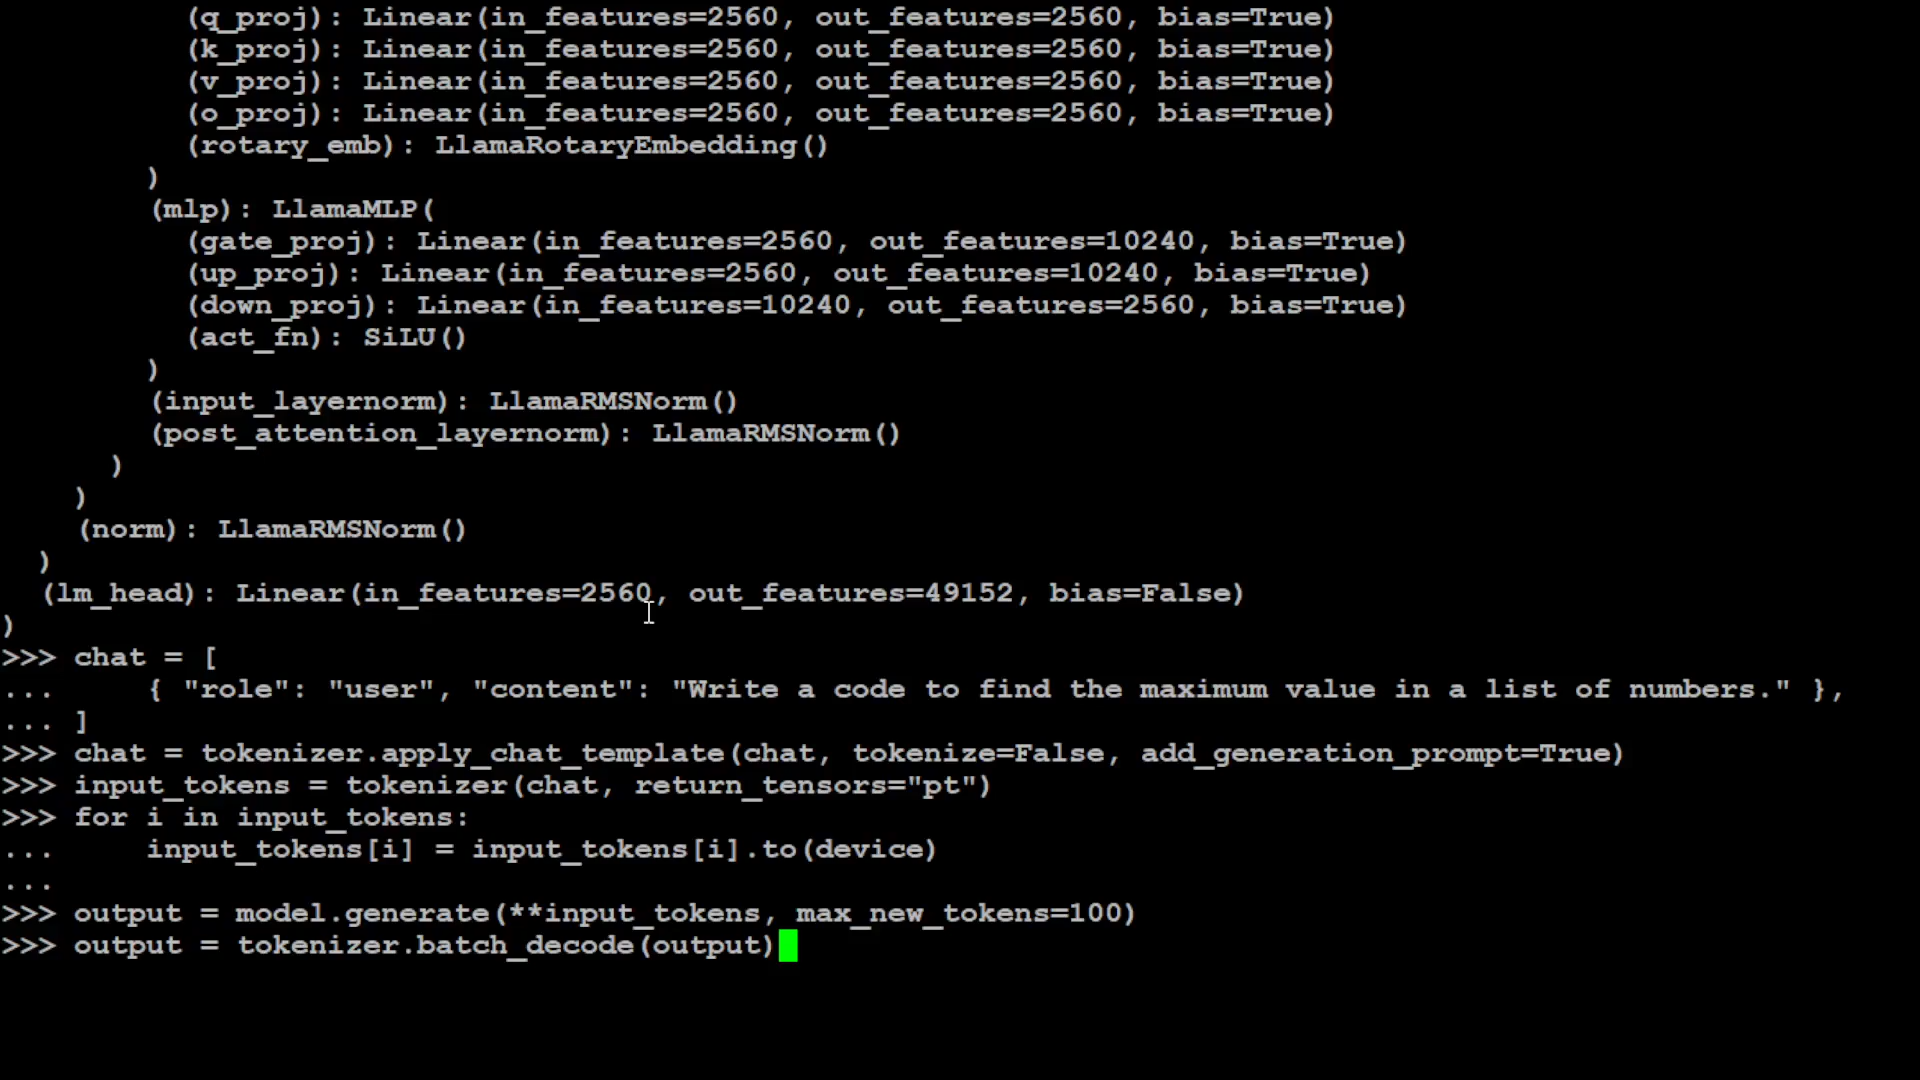 (q_proj): Linear(in_features=2560, out_features=2560, bias=True)
(k_proj): Linear(in_features=2560, out_features=2560, bias=True)
(v_proj): Linear(in_features=2560, out_features=2560, bias=True)
(o_proj): Linear(in_features=2560, out_features=2560, bias=True)
(rotary_emb): LlamaRotaryEmbedding()
)
(mlp): LlamaMLP(
(gate_proj): Linear(in_features=2560, out_features=10240, bias=True)
(up_proj): Linear(in_features=2560, out_features=10240, bias=True)
(down_proj): Linear(in_features=10240, out_features=2560, bias=True)
(act_fn): SiLU()
)
(input_layernorm): LlamaRMSNorm()
(post_attention_layernorm): LlamaRMSNorm()
)
)
(norm): LlamaRMSNorm()
)
(lm_head): Linear(in_features=2560, out_features=49152, bias=False)
)
>>> chat = [
...     { "role": "user", "content": "Write a code to find the maximum value in a list of numbers." },
... ]
>>> chat = tokenizer.apply_chat_template(chat, tokenize=False, add_generation_prompt=True)
>>> input_tokens = tokenizer(chat, return_tensors="pt")
>>> for i in input_tokens:
...     input_tokens[i] = input_tokens[i].to(device)
...
>>> output = model.generate(**input_tokens, max_new_tokens=100)
>>> output = tokenizer.batch_decode(output)